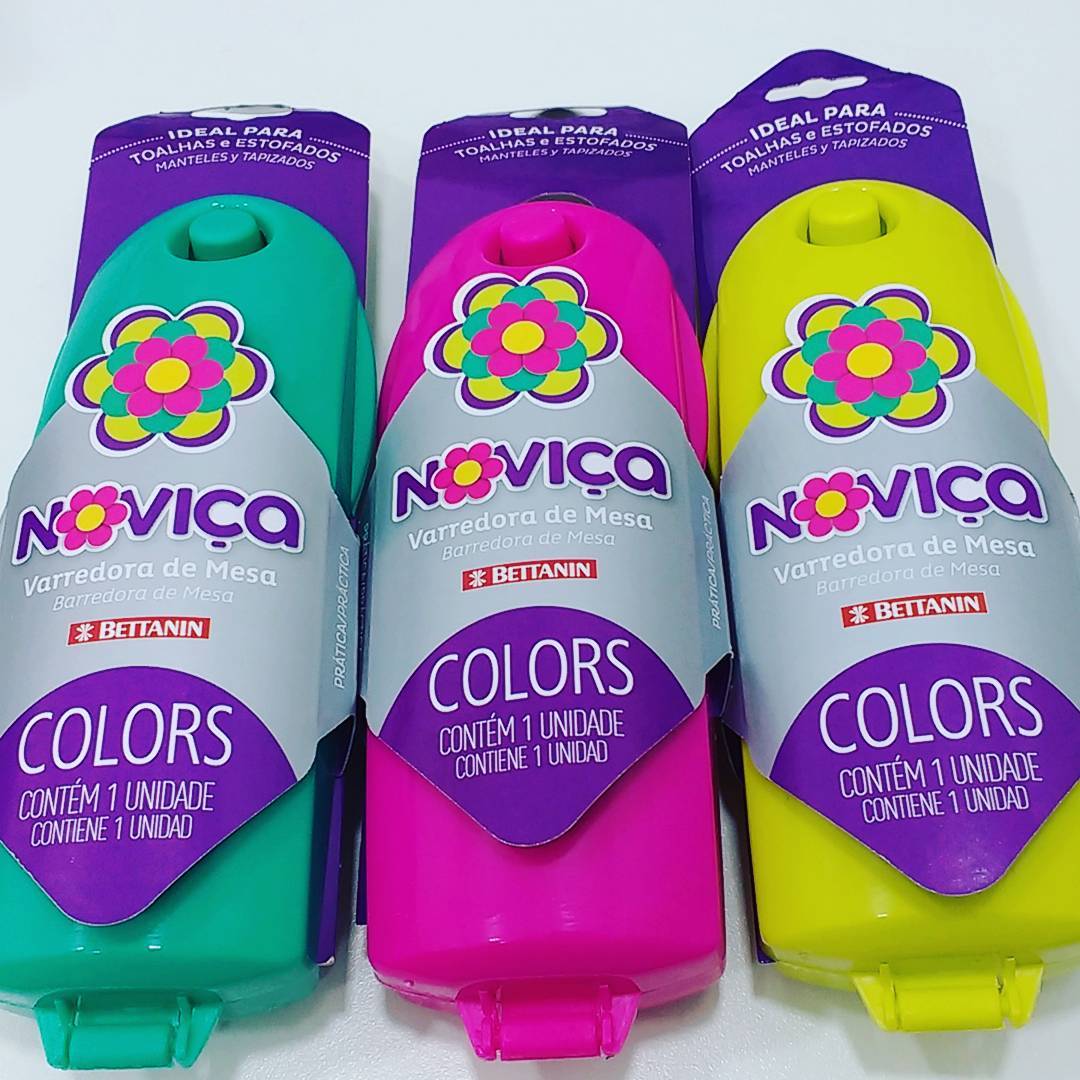 IDEAL PARA
TOALHAS e ESTOFADOS
MANTELES y TAPIZADOS
NOVIÇA
Varredora de Mesa
Barredora de Mesa
BETTANIN
PRÁTICA/PRÁCTICA
COLORS
CONTÉM 1 UNIDADE
CONTIENE 1 UNIDAD
IDEAL PARA
TOALHAS e ESTOFADOS
MANTELES y TAPIZADOS
NOVIÇA
Varredora de Mesa
Barredora de Mesa
BETTANIN
PRÁTICA/PRÁCTICA
COLORS
CONTÉM 1 UNIDADE
CONTIENE 1 UNIDAD
IDEAL PARA
TOALHAS e ESTOFADOS
MANTELES y TAPIZADOS
NOVIÇA
Varredora de Mesa
Barredora de Mesa
BETTANIN
COLORS
CONTÉM 1 UNIDADE
CONTIENE 1 UNIDAD